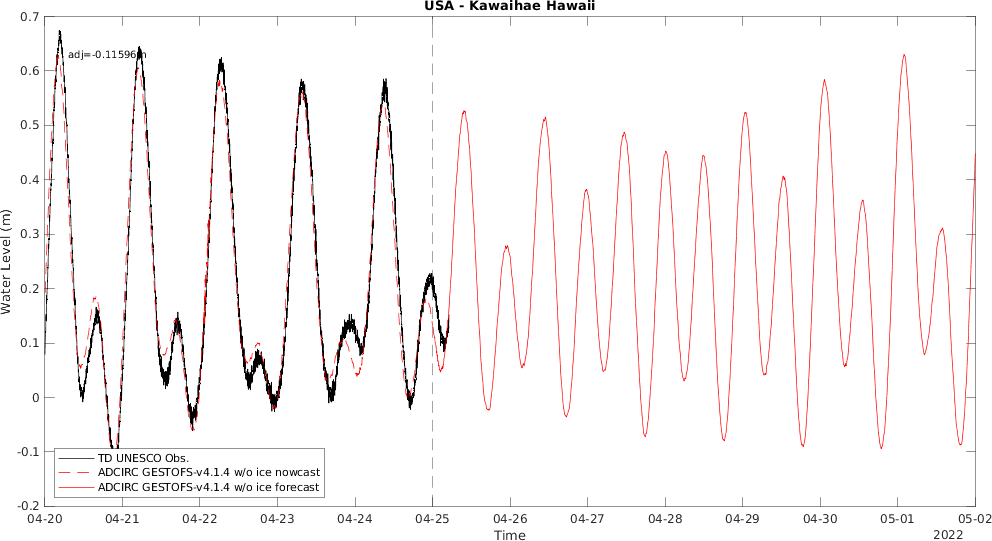 USA - Kawaihae Hawaii
0.7
adj=-0.11596m
0.6
0.5
0.4
0.3
0.2
0.1
0
-0.1
-0.2
Water Level (m)
TD UNESCO Obs.
ADCIRC GESTOFS-v4.1.4 w/o ice nowcast
ADCIRC GESTOFS-v4.1.4 w/o ice forecast
04-20 04-21 04-22 04-23 04-24 04-25 04-26 04-27 04-28 04-29 04-30 05-01 05-02
Time
2022